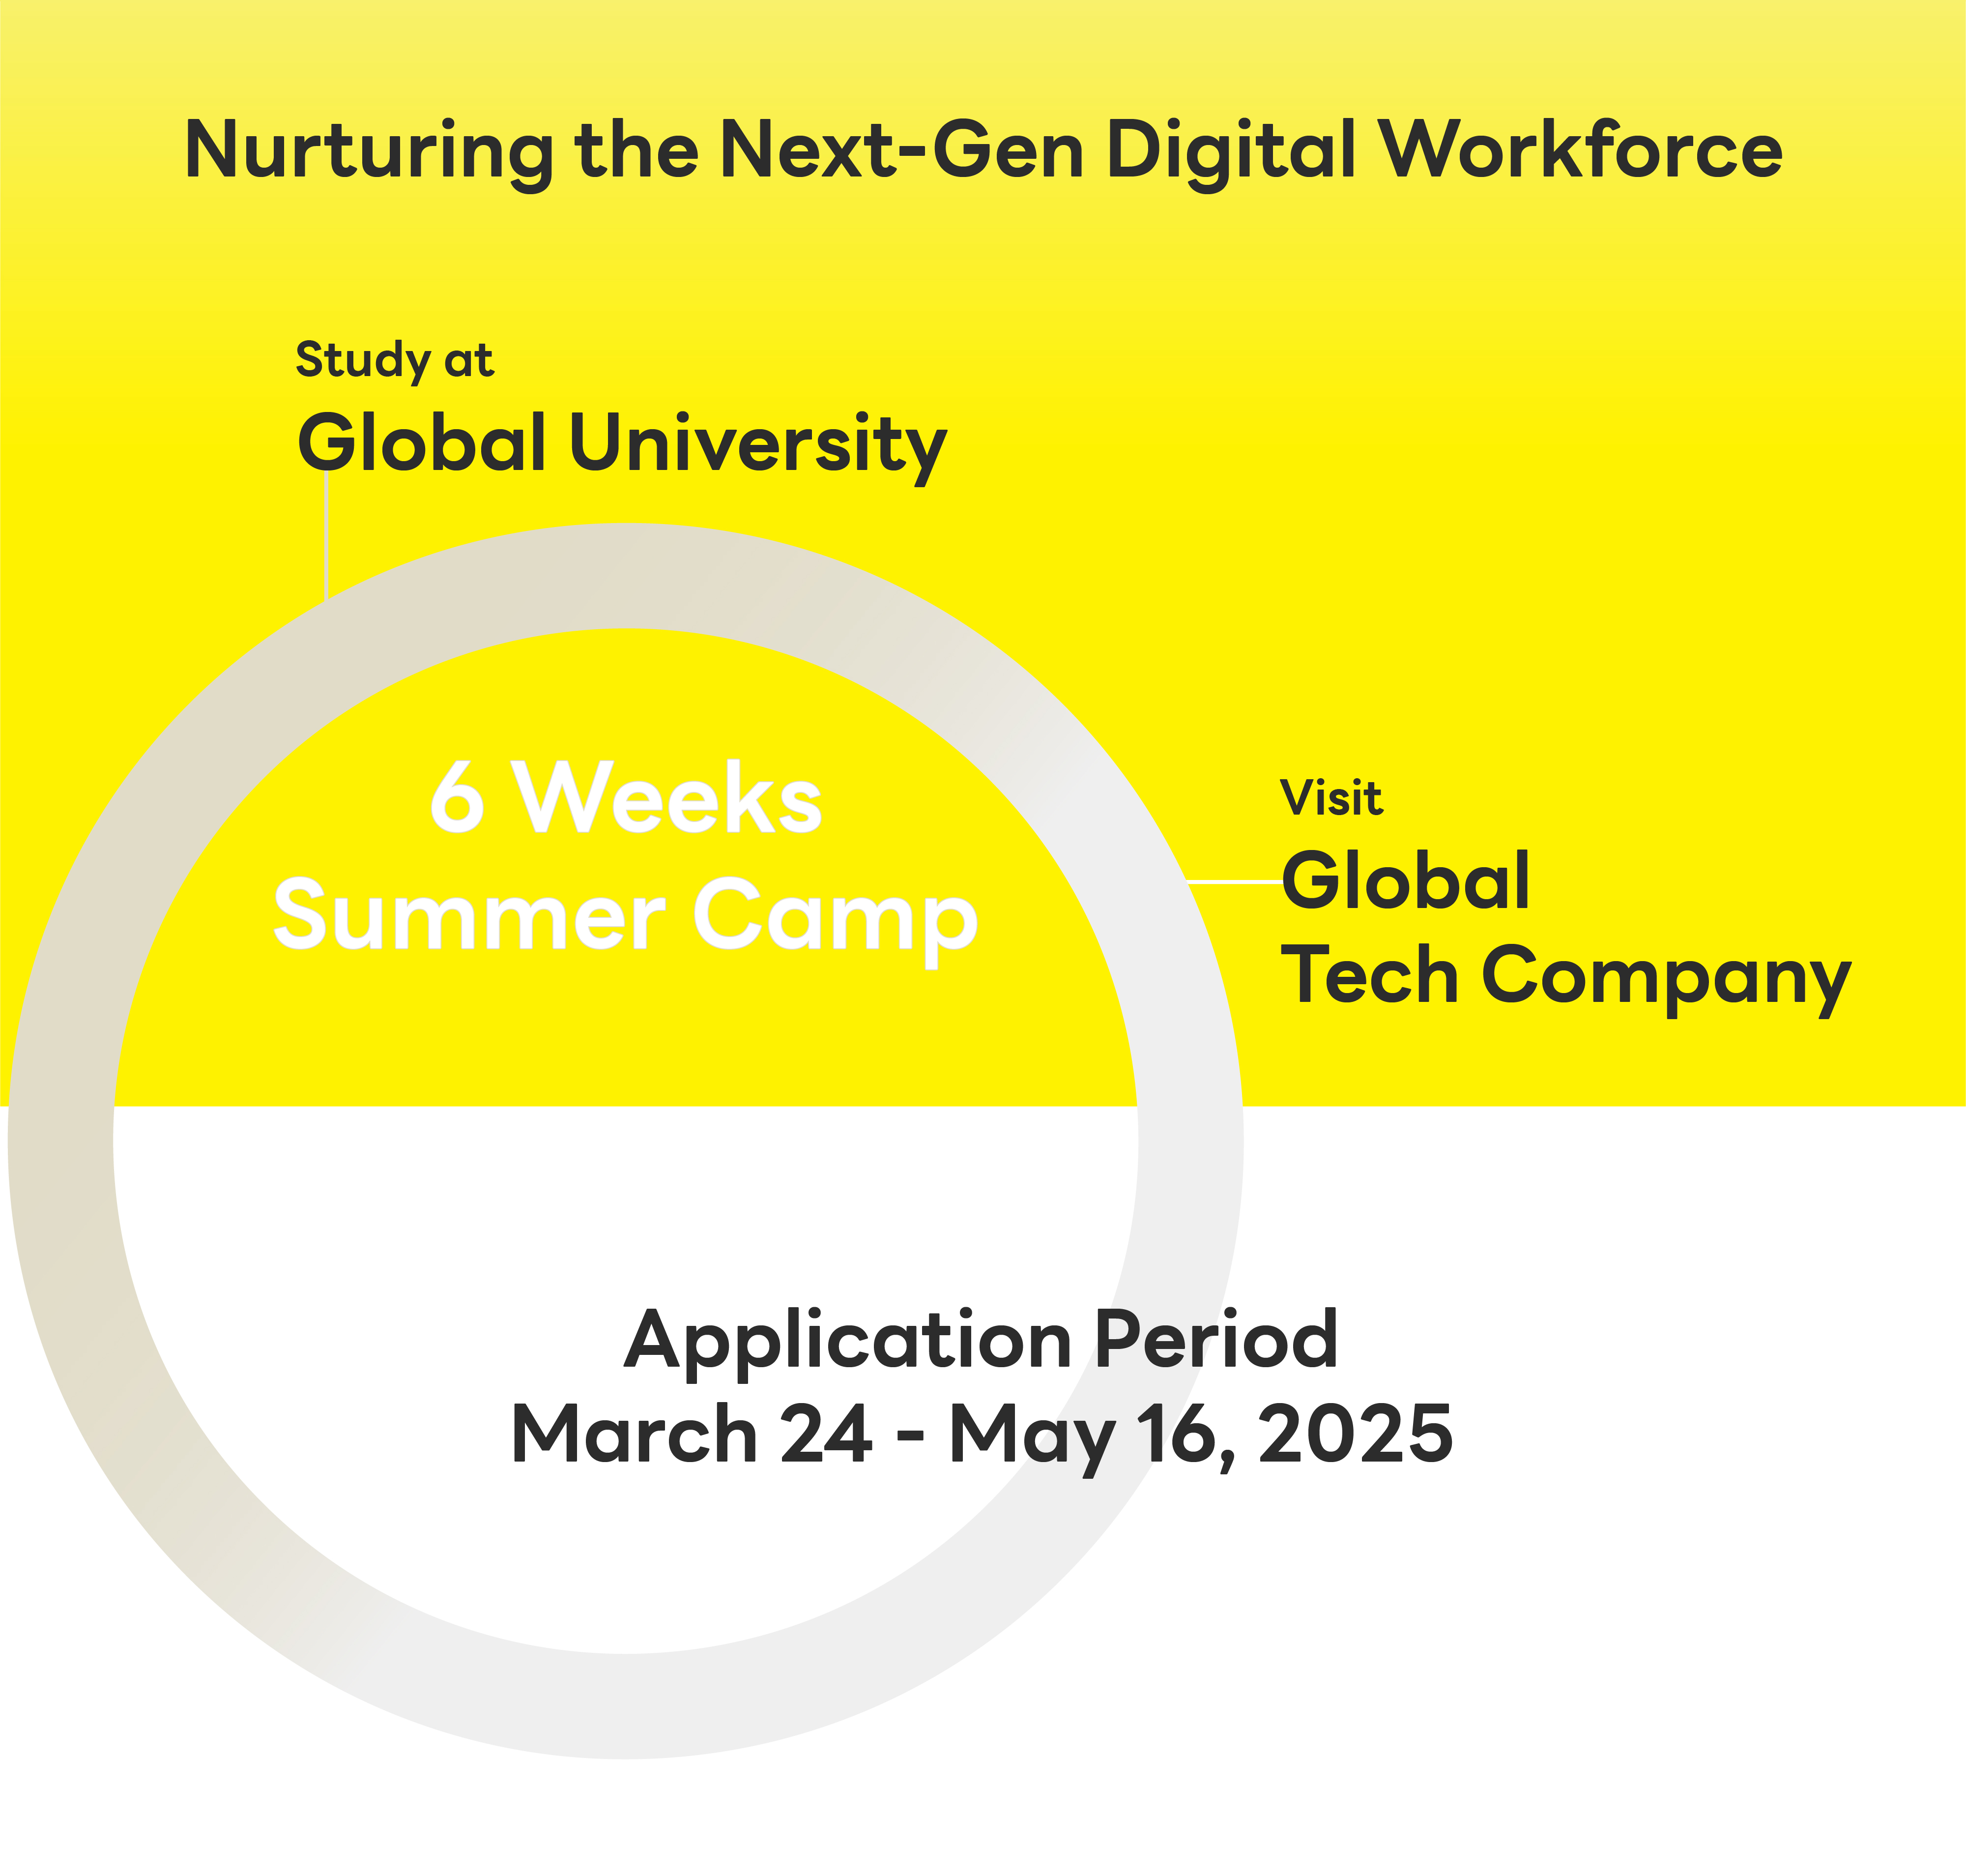 Nurturing the Next-Gen Digital Workforce
Study at
Global University
6 Weeks
Summer Camp
Visit
Global
Tech Company
Application Period
March 24 - May 16, 2025